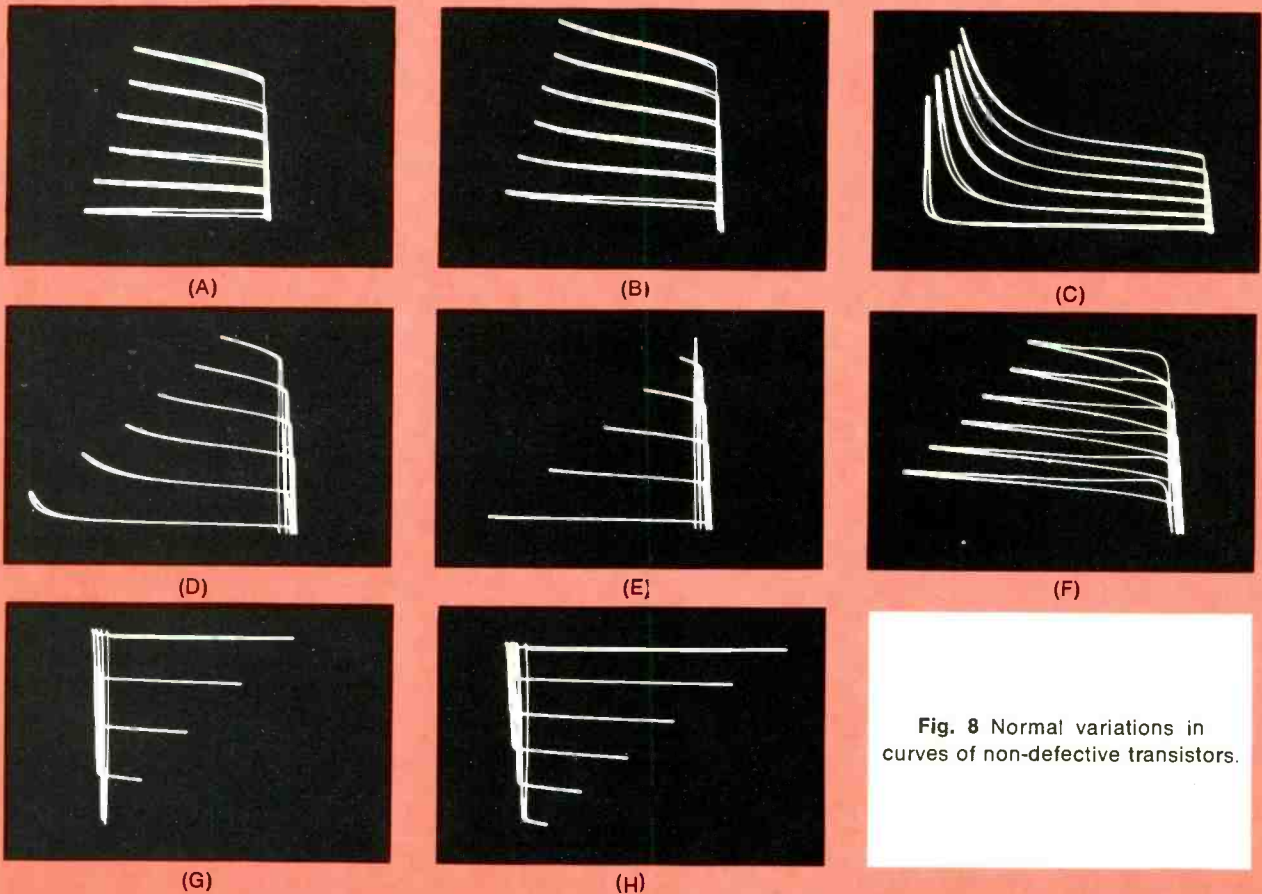 (A)
(B)
(C)
(D)
(E)
(F)
(G)
(H)
Fig. 8 Normal variations in
curves of non-defective transistors.